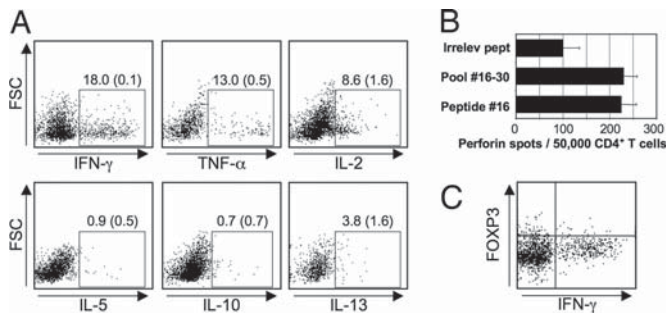 A
18.0 (0.1)
13.0 (0.5)
8.6 (1.6)
FSC
IFN-γ
TNF-α
IL-2
0.9 (0.5)
0.7 (0.7)
3.8 (1.6)
FSC
IL-5
IL-10
IL-13
B
Irrelev pept
Pool #16-30
Peptide #16
0 100 200 300
Perforin spots / 50,000 CD4⁺ T cells
C
FOXP3
IFN-γ